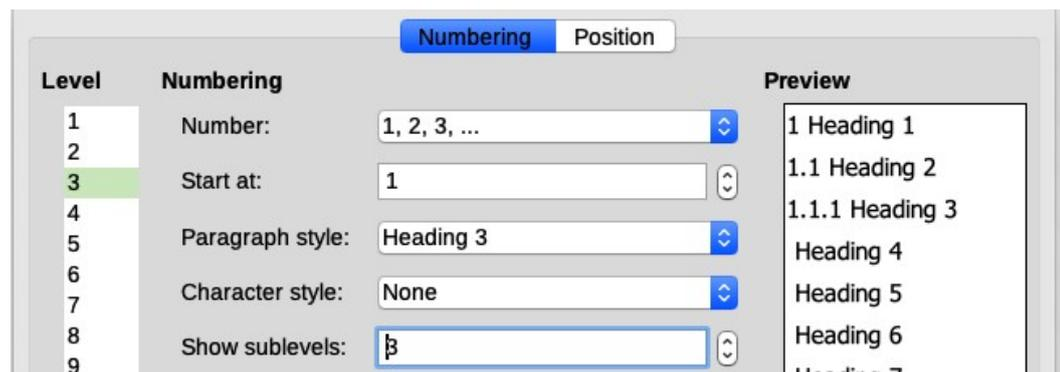 Numbering Position
Level
1
2
3
4
5
6
7
8
9
Numbering
Number: 1, 2, 3, ...
Start at: 1
Paragraph style: Heading 3
Character style: None
Show sublevels: 3
Preview
1 Heading 1
1.1 Heading 2
1.1.1 Heading 3
Heading 4
Heading 5
Heading 6
Heading 7